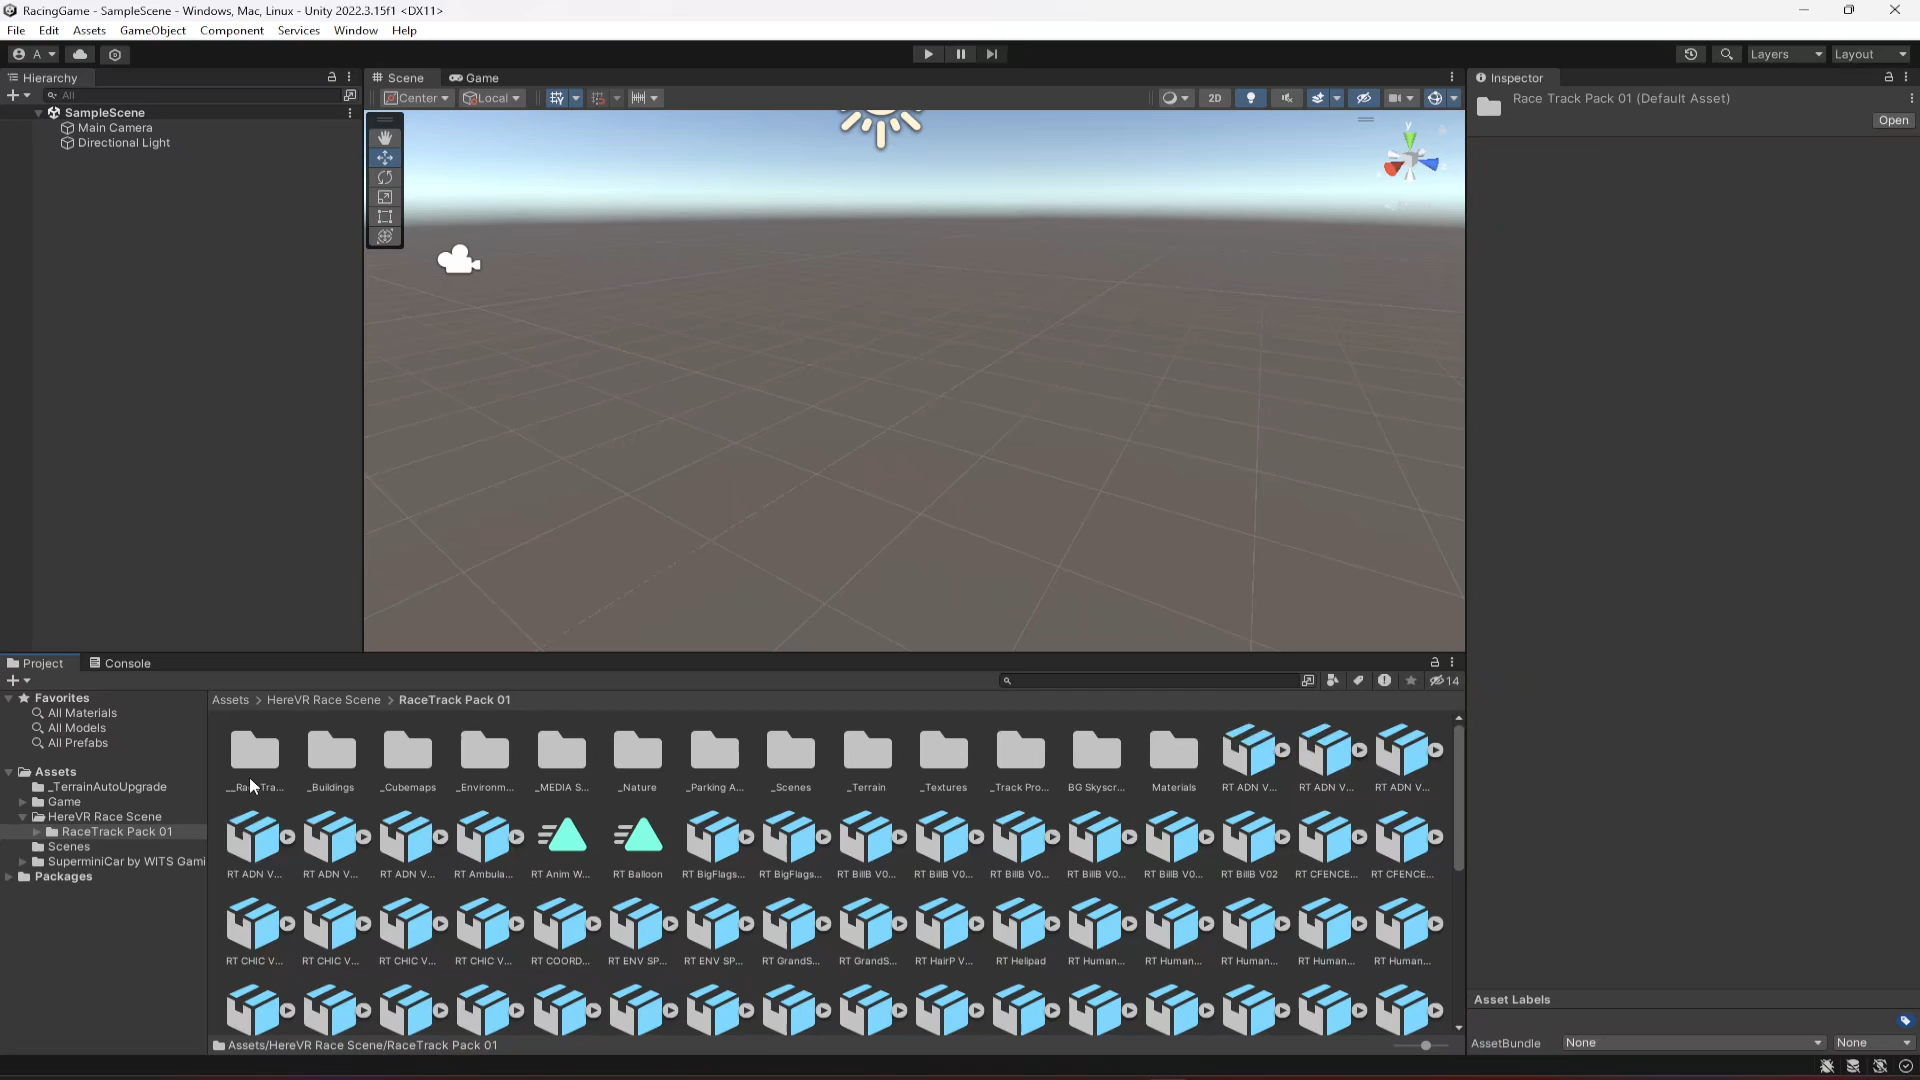 RacingGame - SampleScene - Windows, Mac, Linux - Unity 2022.3.15f1 <DX11>
File Edit Assets GameObject Component Services Window Help
A
Layers Layout
Hierarchy
All
SampleScene
Main Camera
Directional Light
Scene Game
Center Local 2D
y
Inspector
Race Track Pack 01 (Default Asset)
Open
Project Console
14
Favorites
All Materials
All Models
All Prefabs
Assets
_TerrainAutoUpgrade
Game
HereVR Race Scene
RaceTrack Pack 01
Scenes
SuperminiCar by WITS Gami
Packages
Assets > HereVR Race Scene > RaceTrack Pack 01
_Buildings _Cubemaps _Environm... _MEDIA S... _Nature _Parking A... _Scenes _Terrain _Textures _Track Pro... BG Skyscr... Materials RT ADN V... RT ADN V... RT ADN V...
RT ADN V... RT ADN V... RT ADN V... RT Ambula... RT Anim W... RT Balloon RT BigFlags... RT BigFlags... RT BillB V0... RT BillB V0... RT BillB V0... RT BillB V0... RT BillB V0... RT BillB V02 RT CFENCE... RT CFENCE...
RT CHIC V... RT CHIC V... RT CHIC V... RT CHIC V... RT COORD... RT ENV SP... RT ENV SP... RT GrandS... RT GrandS... RT HairP V... RT Helipad RT Human... RT Human... RT Human... RT Human... RT Human...
Assets/HereVR Race Scene/RaceTrack Pack 01
Asset Labels
AssetBundle None None